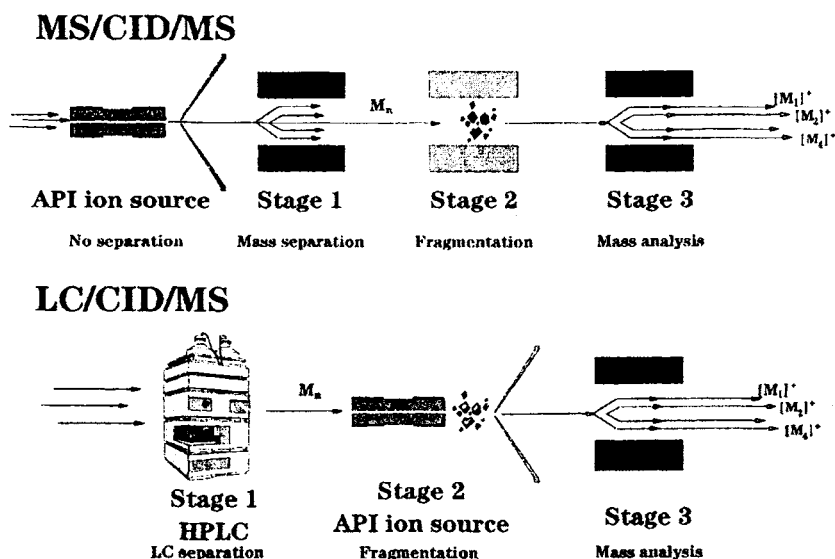 MS/CID/MS
Mₙ
[M₁]⁺
[M₂]⁺
[M₄]⁺
API ion source
Stage 1
Stage 2
Stage 3
No separation
Mass separation
Fragmentation
Mass analysis
LC/CID/MS
Mₙ
[M₁]⁺
[M₄]⁺
Stage 1
HPLC
LC separation
Stage 2
API ion source
Fragmentation
Stage 3
Mass analysis